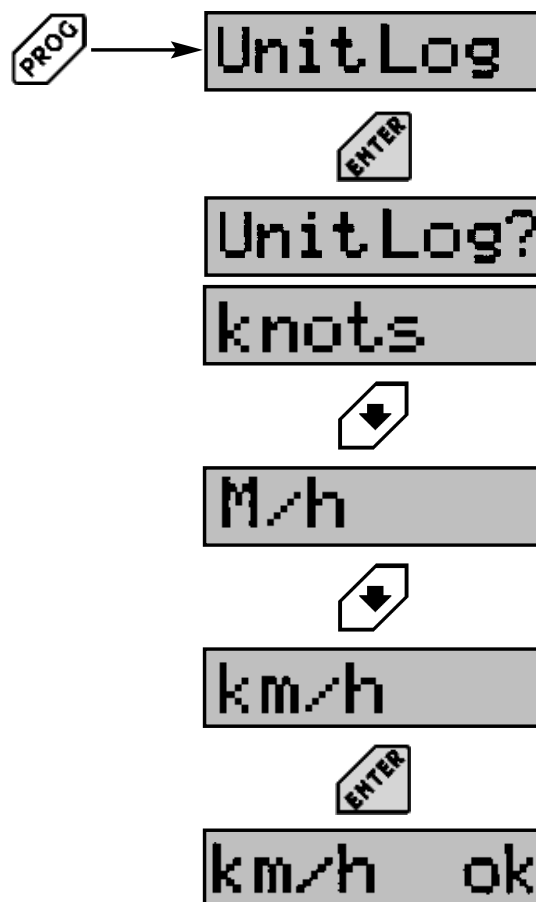 PROG
UnitLog
ENTER
UnitLog?
knots
M/h
km/h
ENTER
km/h ok